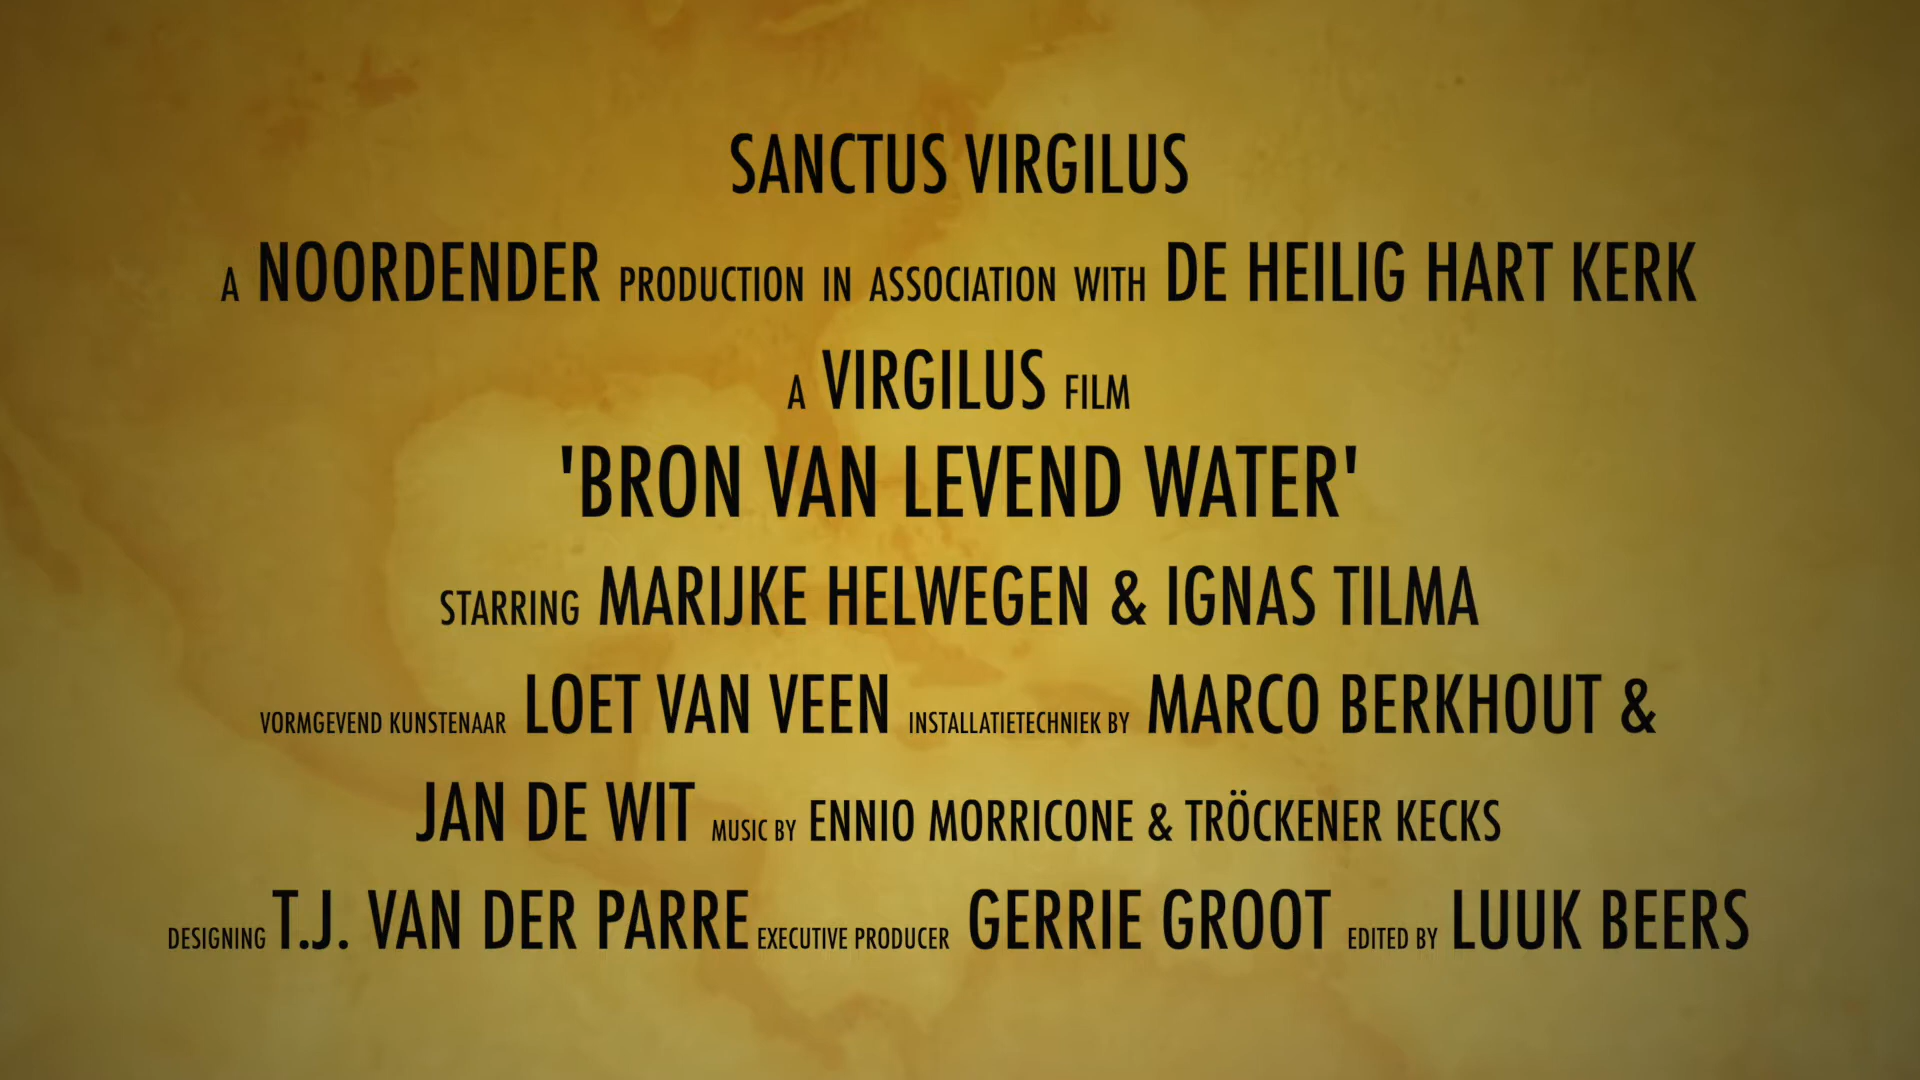 SANCTUS VIRGILUS
A NOORDENDER PRODUCTION IN ASSOCIATION WITH DE HEILIG HART KERK
A VIRGILUS FILM
'BRON VAN LEVEND WATER'
STARRING MARIJKE HELWEGEN & IGNAS TILMA
VORMGEVEND KUNSTENAAR LOET VAN VEEN INSTALLATIETECHNIEK BY MARCO BERKHOUT &
JAN DE WIT MUSIC BY ENNIO MORRICONE & TRÖCKENER KECKS
DESIGNING T.J. VAN DER PARRE EXECUTIVE PRODUCER GERRIE GROOT EDITED BY LUUK BEERS